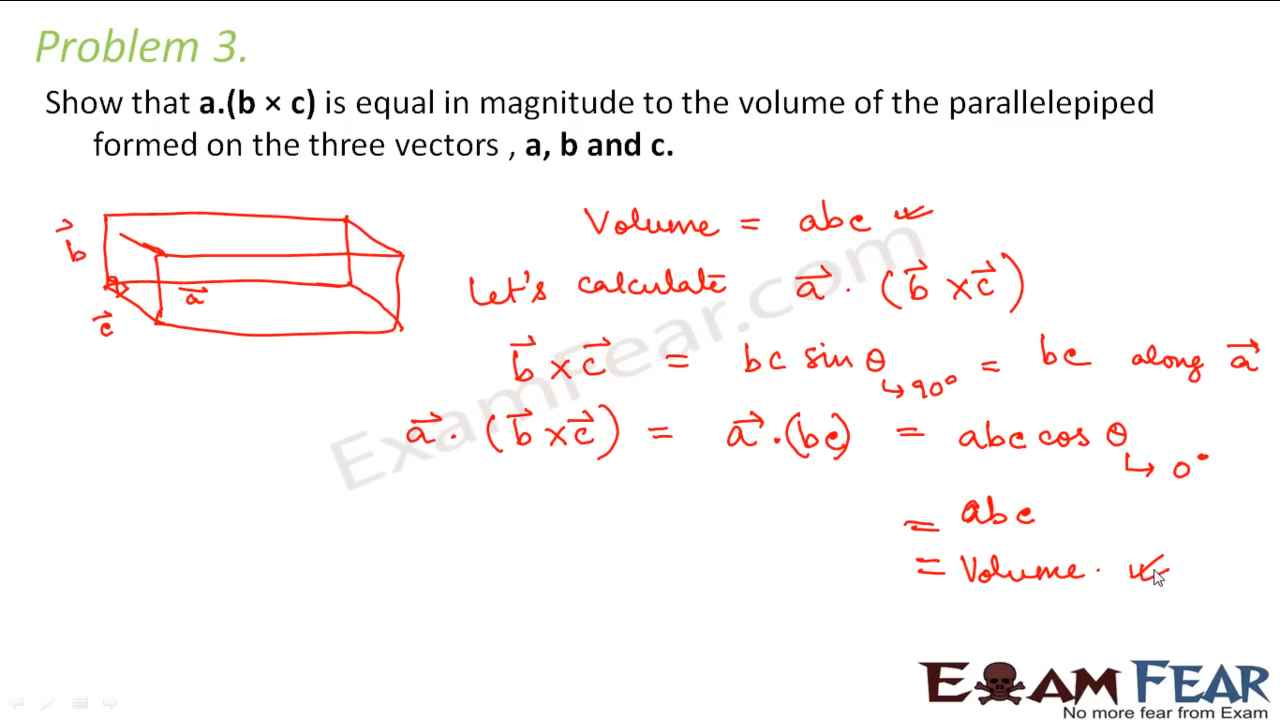 Problem 3.
Show that a.(b × c) is equal in magnitude to the volume of the parallelepiped
formed on the three vectors , a, b and c.
b⃗
a⃗
c⃗
Volume = abc
Let's calculate a⃗ . (b⃗ × c⃗)
b⃗ × c⃗ = bc sin θ = bc along a⃗
↳ 90°
a⃗ . (b⃗ × c⃗) = a⃗ . (bc) = abc cos θ
↳ 0°
= abc
= Volume .
ExamFear.com
EXAM FEAR
No more fear from Exam